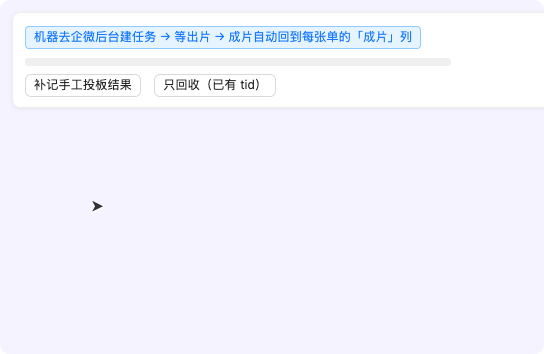 机器去企微后台建任务 → 等出片 → 成片自动回到每张单的「成片」列
补记手工投板结果
只回收（已有 tid）